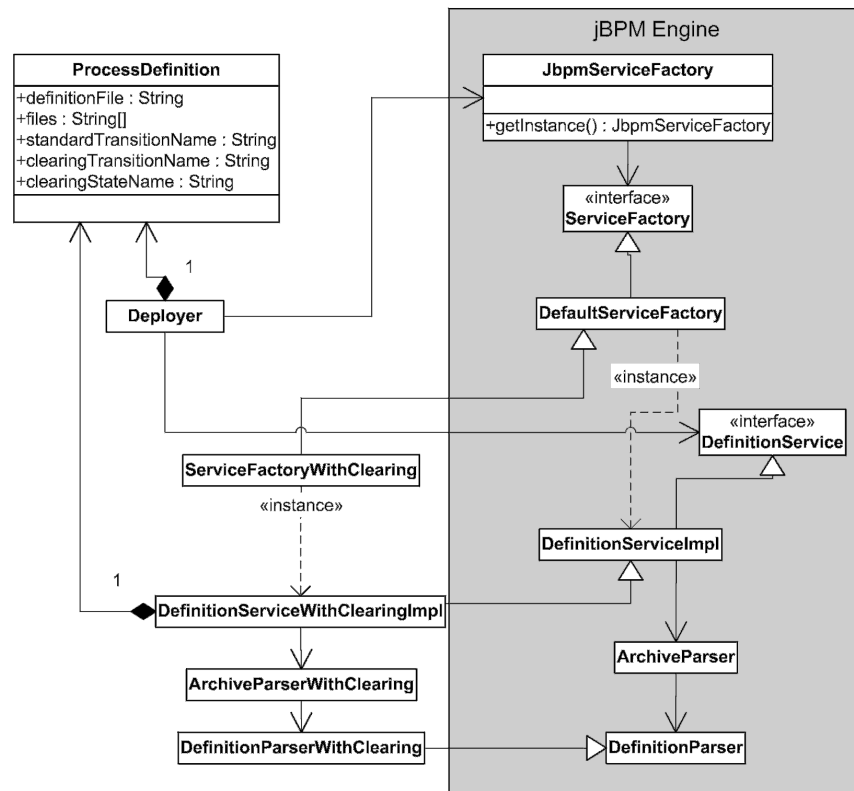 jBPM Engine
ProcessDefinition
+definitionFile : String
+files : String[]
+standardTransitionName : String
+clearingTransitionName : String
+clearingStateName : String
JbpmServiceFactory
+getInstance() : JbpmServiceFactory
«interface»
ServiceFactory
1
Deployer
DefaultServiceFactory
«instance»
«interface»
DefinitionService
ServiceFactoryWithClearing
«instance»
DefinitionServiceImpl
1
DefinitionServiceWithClearingImpl
ArchiveParser
ArchiveParserWithClearing
DefinitionParserWithClearing
DefinitionParser